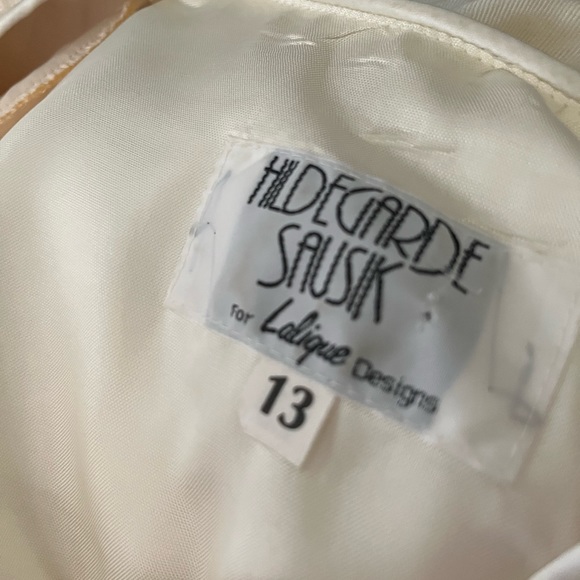 HILDEGARDE
SAUSIK
for Lalique Designs
13